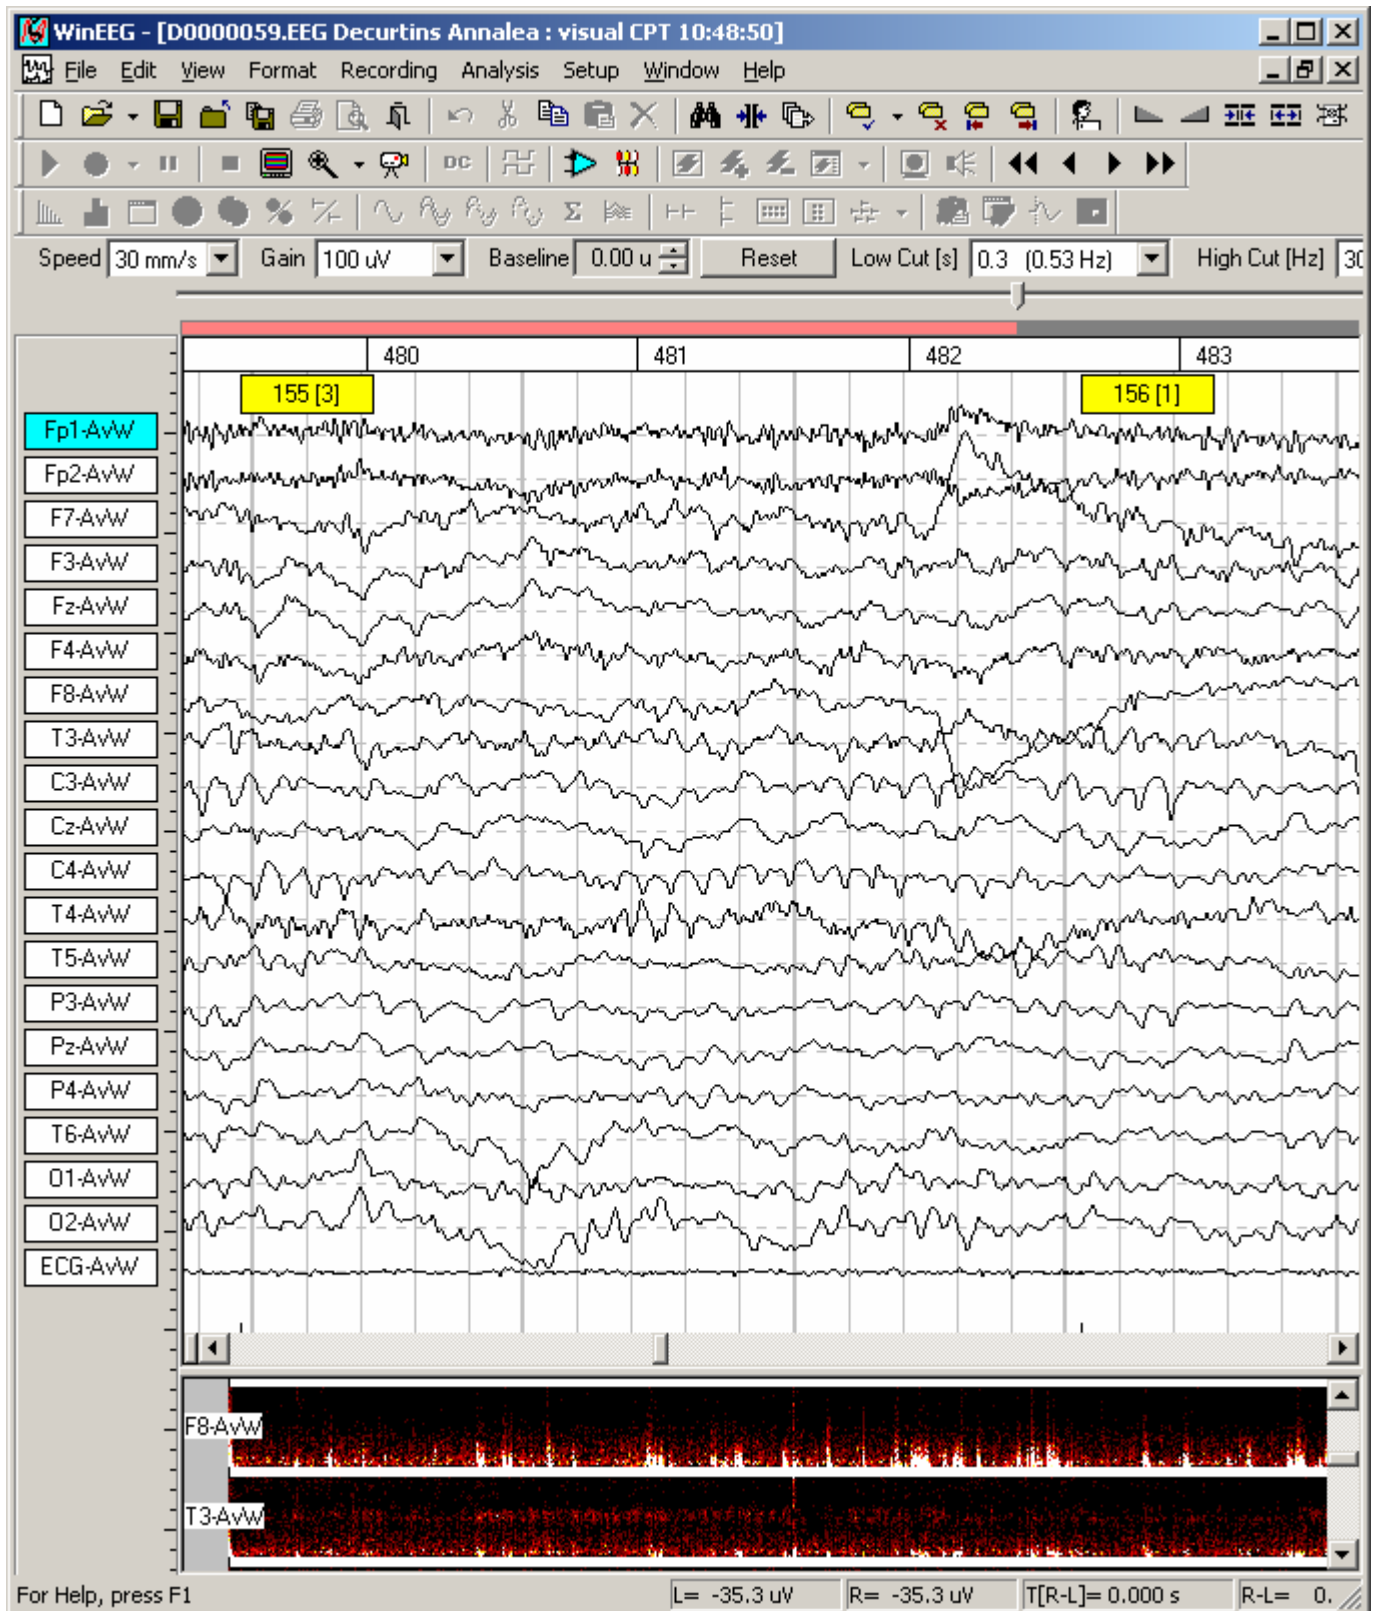 WinEEG - [D0000059.EEG Decurtins Annalea : visual CPT 10:48:50]
File Edit View Format Recording Analysis Setup Window Help
DC
Speed 30 mm/s Gain 100 uV Baseline 0.00 u Reset Low Cut [s] 0.3 (0.53 Hz) High Cut [Hz] 30
480 481 482 483
155 [3] 156 [1]
Fp1-AvW
Fp2-AvW
F7-AvW
F3-AvW
Fz-AvW
F4-AvW
F8-AvW
T3-AvW
C3-AvW
Cz-AvW
C4-AvW
T4-AvW
T5-AvW
P3-AvW
Pz-AvW
P4-AvW
T6-AvW
O1-AvW
O2-AvW
ECG-AvW
F8-AvW
T3-AvW
For Help, press F1 L= -35.3 uV R= -35.3 uV T[R-L]= 0.000 s R-L= 0.